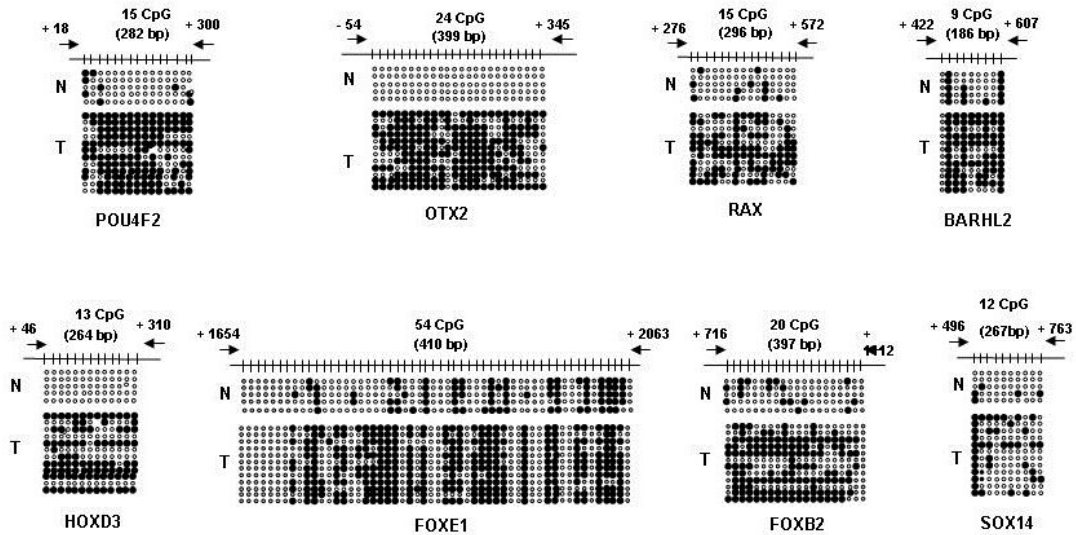 15 CpG
+ 18
(282 bp)
+ 300
N
T
POU4F2
24 CpG
- 54
(399 bp)
+ 345
N
T
OTX2
15 CpG
+ 276
(296 bp)
+ 572
N
T
RAX
9 CpG
+ 422
(186 bp)
+ 607
N
T
BARHL2
13 CpG
+ 46
(264 bp)
+ 310
N
T
HOXD3
54 CpG
+ 1654
(410 bp)
+ 2063
N
T
FOXE1
20 CpG
+ 716
(397 bp)
+
1112
N
T
FOXB2
12 CpG
+ 496
(267bp)
+ 763
N
T
SOX14